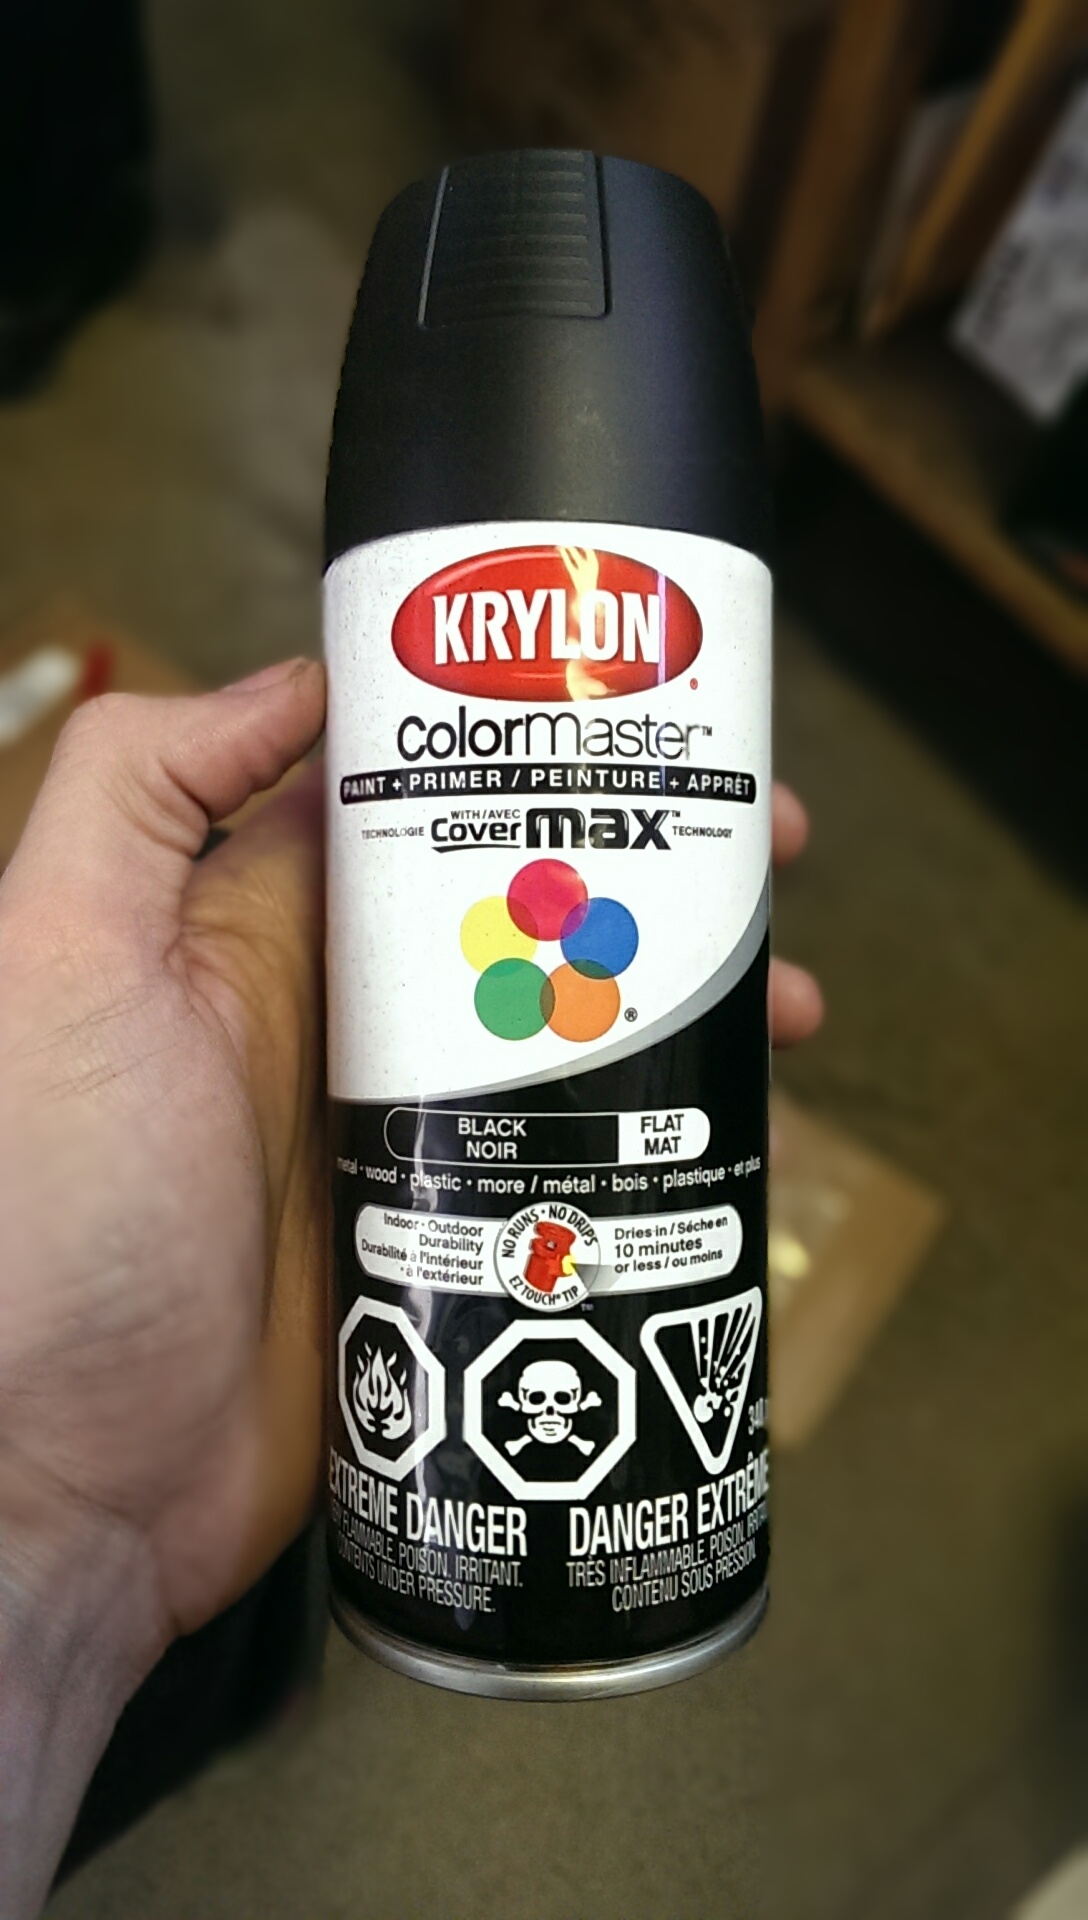 KRYLON
colormaster™
PAINT + PRIMER / PEINTURE + APPRÊT
WITH/AVEC
TECHNOLOGIE Cover max™ TECHNOLOGY
®
BLACK
NOIR
FLAT
MAT
metal · wood · plastic · more / métal · bois · plastique · et plus
Indoor · Outdoor
Durability
Durabilité à l'intérieur
· à l'extérieur
NO RUNS · NO DRIPS
EZ TOUCH® TIP
™
Dries in / Séche en
10 minutes
or less / ou moins
340
EXTREME DANGER
FLAMMABLE. POISON. IRRITANT.
CONTENTS UNDER PRESSURE.
DANGER EXTRÊME
TRÈS INFLAMMABLE. POISON.
CONTENU SOUS PRESSION.